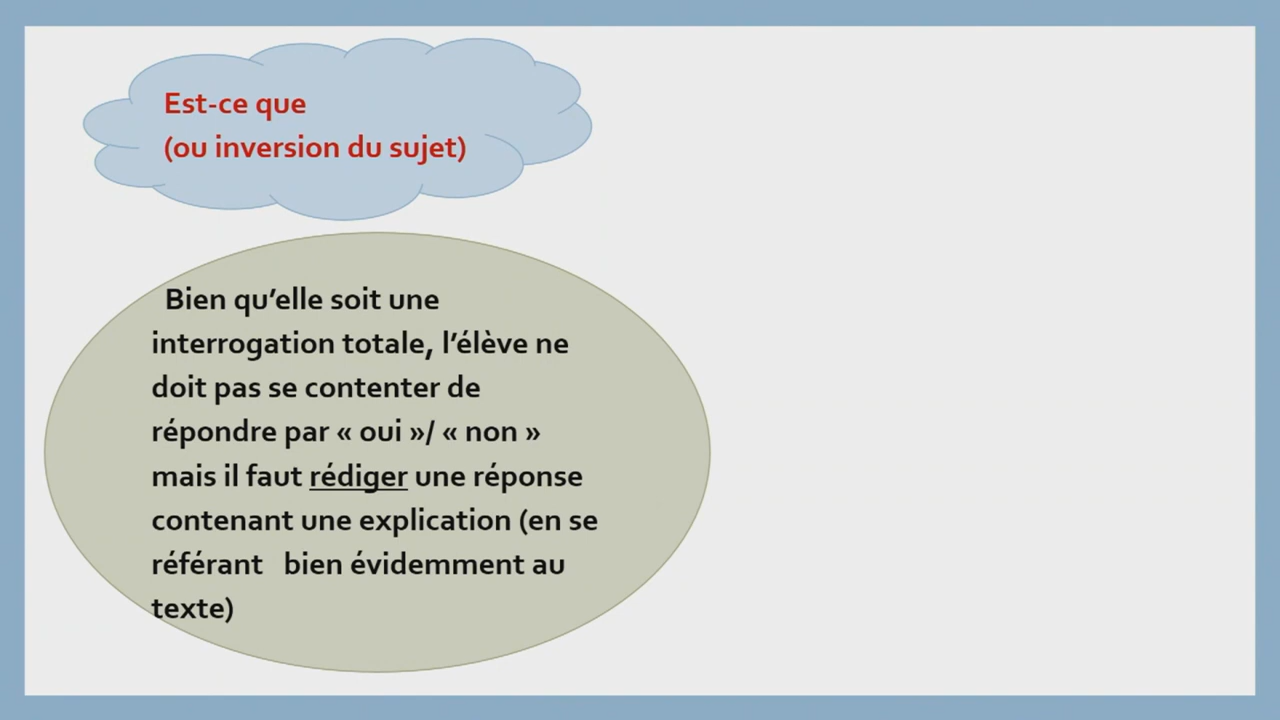 Est-ce que
(ou inversion du sujet)
Bien qu’elle soit une
interrogation totale, l’élève ne
doit pas se contenter de
répondre par « oui »/ « non »
mais il faut rédiger une réponse
contenant une explication (en se
référant bien évidemment au
texte)